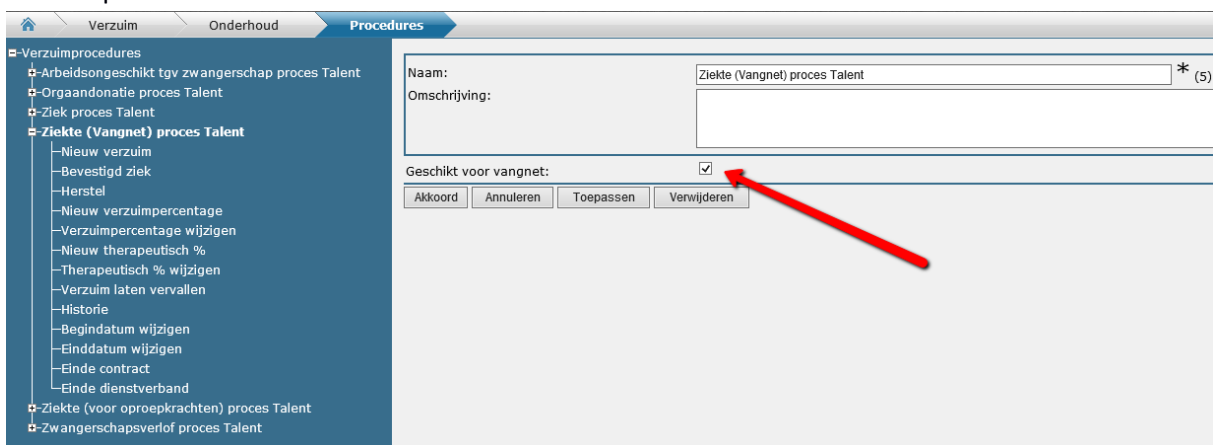 Verzuim Onderhoud Procedures
Verzuimprocedures
Arbeidsongeschikt tgv zwangerschap proces Talent
Orgaandonatie proces Talent
Ziek proces Talent
Ziekte (Vangnet) proces Talent
Nieuw verzuim
Bevestigd ziek
Herstel
Nieuw verzuimpercentage
Verzuimpercentage wijzigen
Nieuw therapeutisch %
Therapeutisch % wijzigen
Verzuim laten vervallen
Historie
Begindatum wijzigen
Einddatum wijzigen
Einde contract
Einde dienstverband
Ziekte (voor oproepkrachten) proces Talent
Zwangerschapsverlof proces Talent
Naam: Ziekte (Vangnet) proces Talent * (5)
Omschrijving:
Geschikt voor vangnet:
Akkoord Annuleren Toepassen Verwijderen